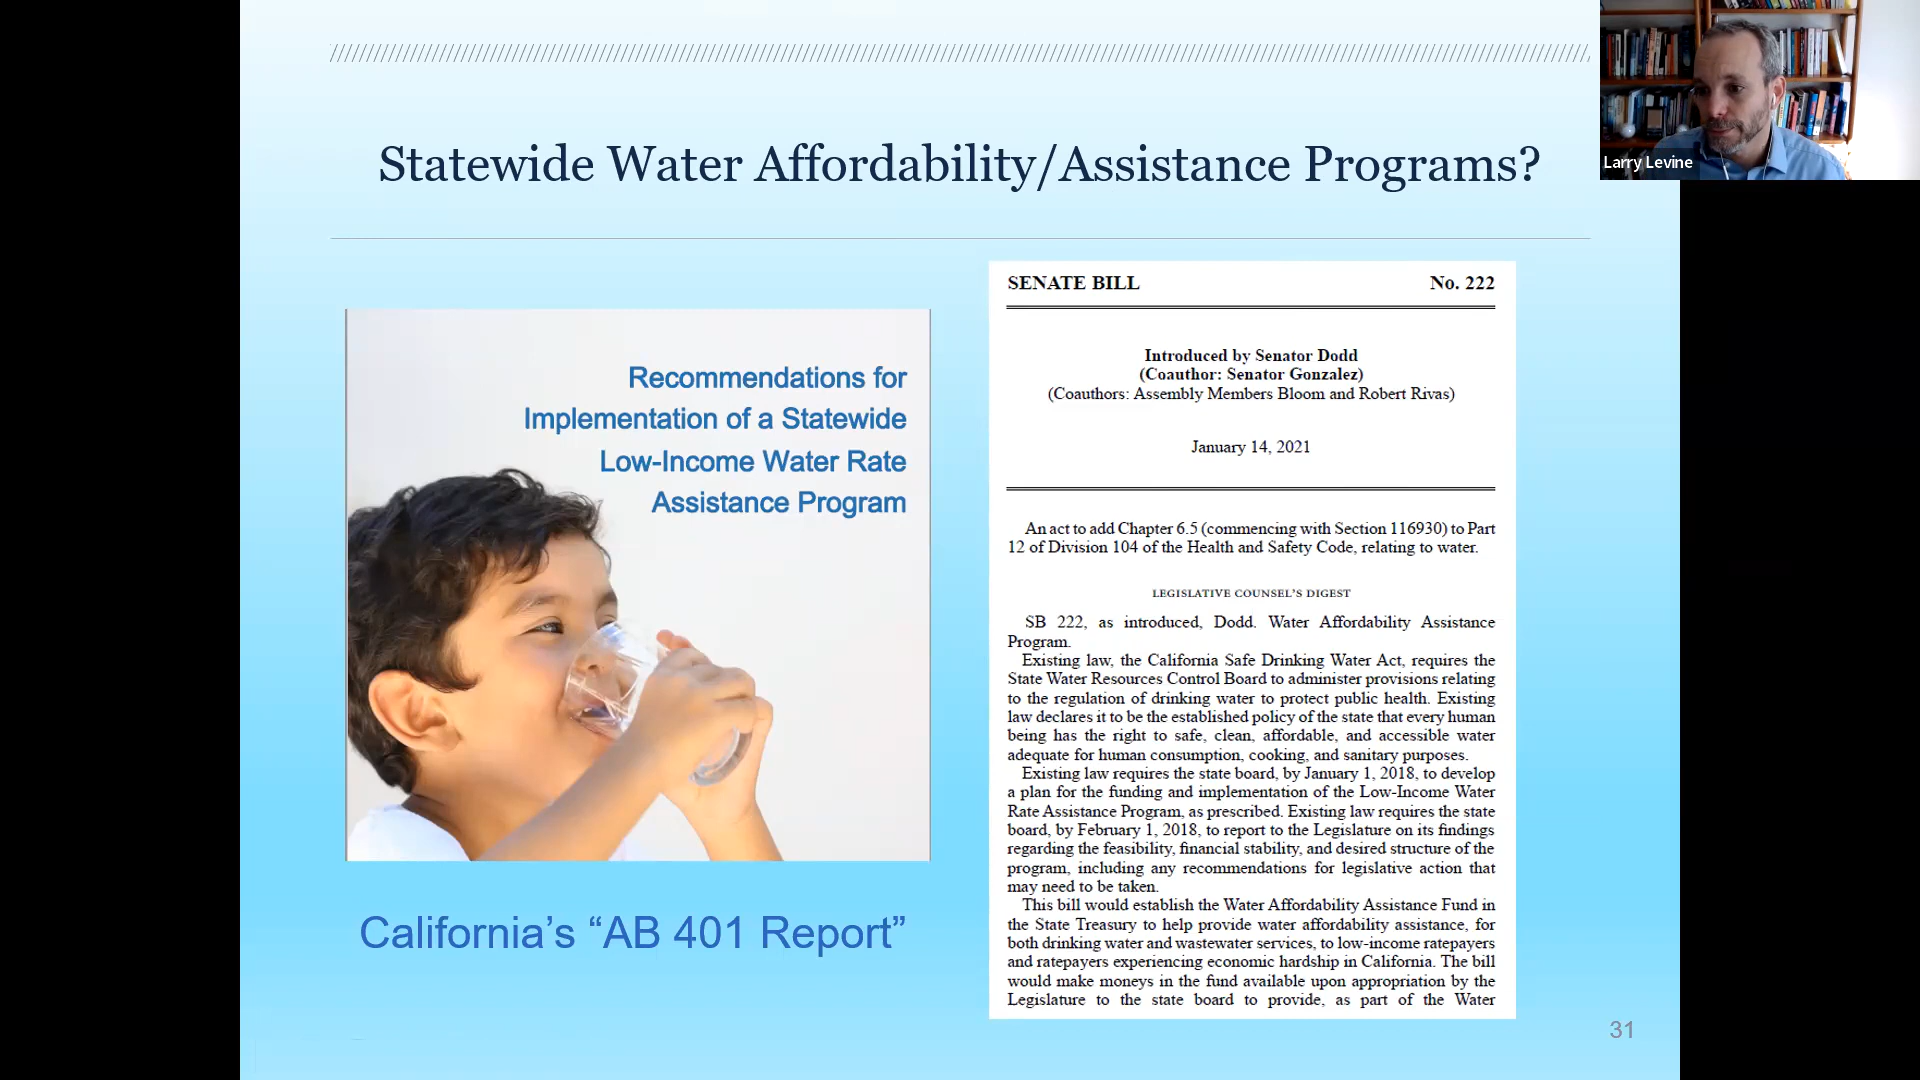 Statewide Water Affordability/Assistance Programs?
Larry Levine
Recommendations for
Implementation of a Statewide
Low-Income Water Rate
Assistance Program
California’s “AB 401 Report”
SENATE BILL No. 222
Introduced by Senator Dodd
(Coauthor: Senator Gonzalez)
(Coauthors: Assembly Members Bloom and Robert Rivas)
January 14, 2021
An act to add Chapter 6.5 (commencing with Section 116930) to Part
12 of Division 104 of the Health and Safety Code, relating to water.
LEGISLATIVE COUNSEL’S DIGEST
SB 222, as introduced, Dodd. Water Affordability Assistance
Program.
Existing law, the California Safe Drinking Water Act, requires the
State Water Resources Control Board to administer provisions relating
to the regulation of drinking water to protect public health. Existing
law declares it to be the established policy of the state that every human
being has the right to safe, clean, affordable, and accessible water
adequate for human consumption, cooking, and sanitary purposes.
Existing law requires the state board, by January 1, 2018, to develop
a plan for the funding and implementation of the Low-Income Water
Rate Assistance Program, as prescribed. Existing law requires the state
board, by February 1, 2018, to report to the Legislature on its findings
regarding the feasibility, financial stability, and desired structure of the
program, including any recommendations for legislative action that
may need to be taken.
This bill would establish the Water Affordability Assistance Fund in
the State Treasury to help provide water affordability assistance, for
both drinking water and wastewater services, to low-income ratepayers
and ratepayers experiencing economic hardship in California. The bill
would make moneys in the fund available upon appropriation by the
Legislature to the state board to provide, as part of the Water
31